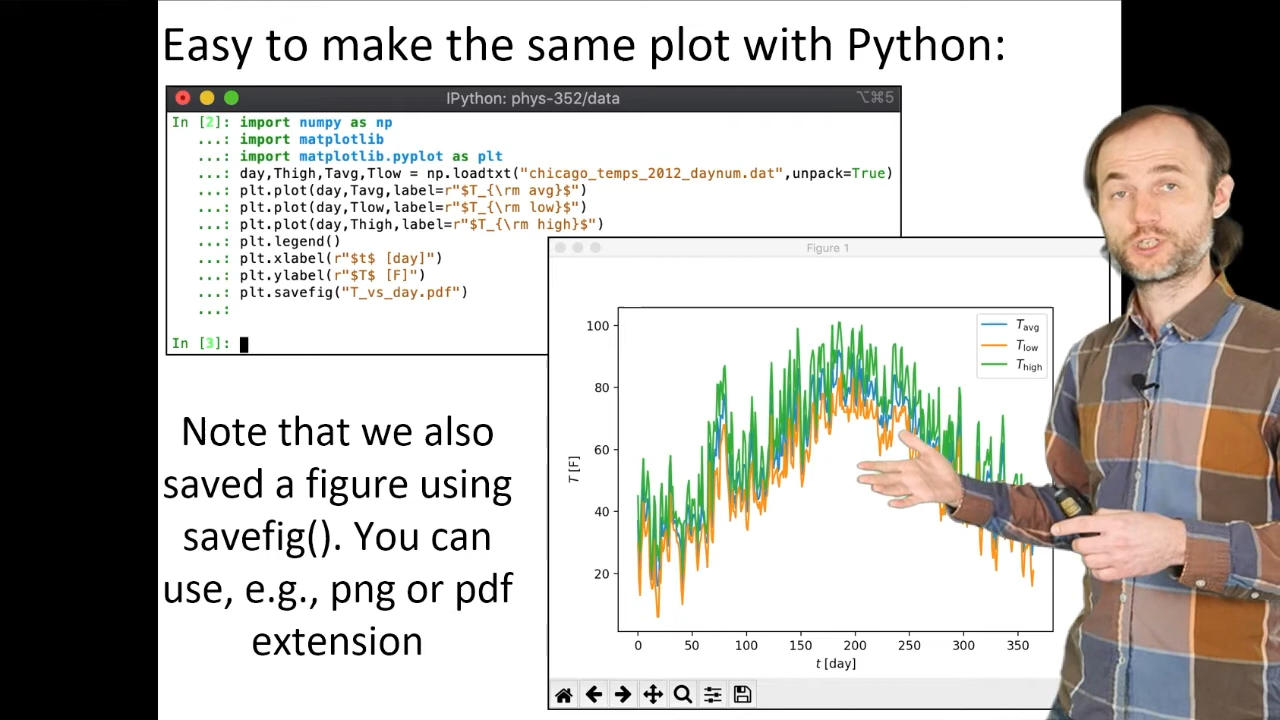 Easy to make the same plot with Python:
IPython: phys-352/data
⌥⌘5
In [2]: import numpy as np
...: import matplotlib
...: import matplotlib.pyplot as plt
...: day,Thigh,Tavg,Tlow = np.loadtxt("chicago_temps_2012_daynum.dat",unpack=True)
...: plt.plot(day,Tavg,label=r"$T_{\rm avg}$")
...: plt.plot(day,Tlow,label=r"$T_{\rm low}$")
...: plt.plot(day,Thigh,label=r"$T_{\rm high}$")
...: plt.legend()
...: plt.xlabel(r"$t$ [day]")
...: plt.ylabel(r"$T$ [F]")
...: plt.savefig("T_vs_day.pdf")
...:
In [3]:
Note that we also
saved a figure using
savefig(). You can
use, e.g., png or pdf
extension
Figure 1
T [F]
100
80
60
40
20
Tavg
Tlow
Thigh
0 50 100 150 200 250 300 350
t [day]